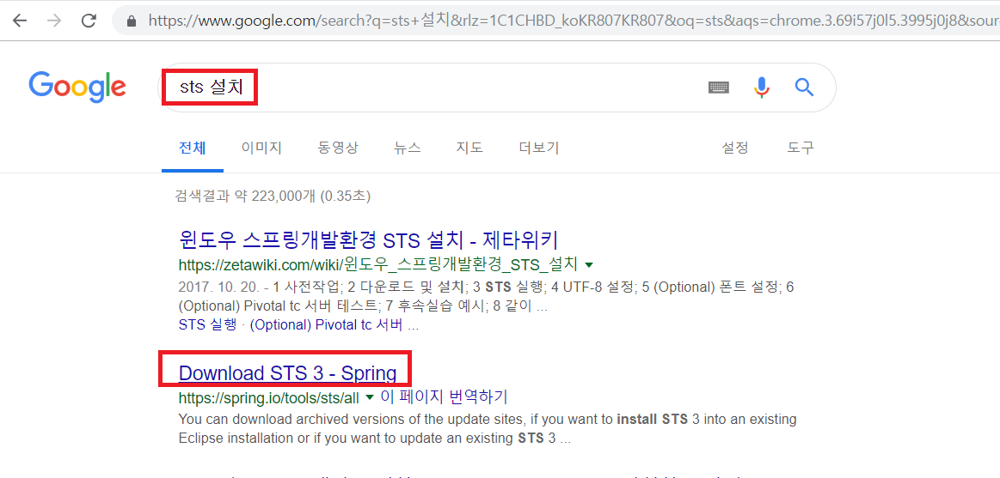 https://www.google.com/search?q=sts+설치&rlz=1C1CHBD_koKR807KR807&oq=sts&aqs=chrome.3.69i57j0l5.3995j0j8&sour
Google
sts 설치
전체 이미지 동영상 뉴스 지도 더보기 설정 도구
검색결과 약 223,000개 (0.35초)
윈도우 스프링개발환경 STS 설치 - 제타위키
https://zetawiki.com/wiki/윈도우_스프링개발환경_STS_설치
2017. 10. 20. - 1 사전작업; 2 다운로드 및 설치; 3 STS 실행; 4 UTF-8 설정; 5 (Optional) 폰트 설정; 6
(Optional) Pivotal tc 서버 테스트; 7 후속실습 예시; 8 같이 ...
STS 실행 · (Optional) Pivotal tc 서버 ...
Download STS 3 - Spring
https://spring.io/tools/sts/all 이 페이지 번역하기
You can download archived versions of the update sites, if you want to install STS 3 into an existing
Eclipse installation or if you want to update an existing STS 3 ...